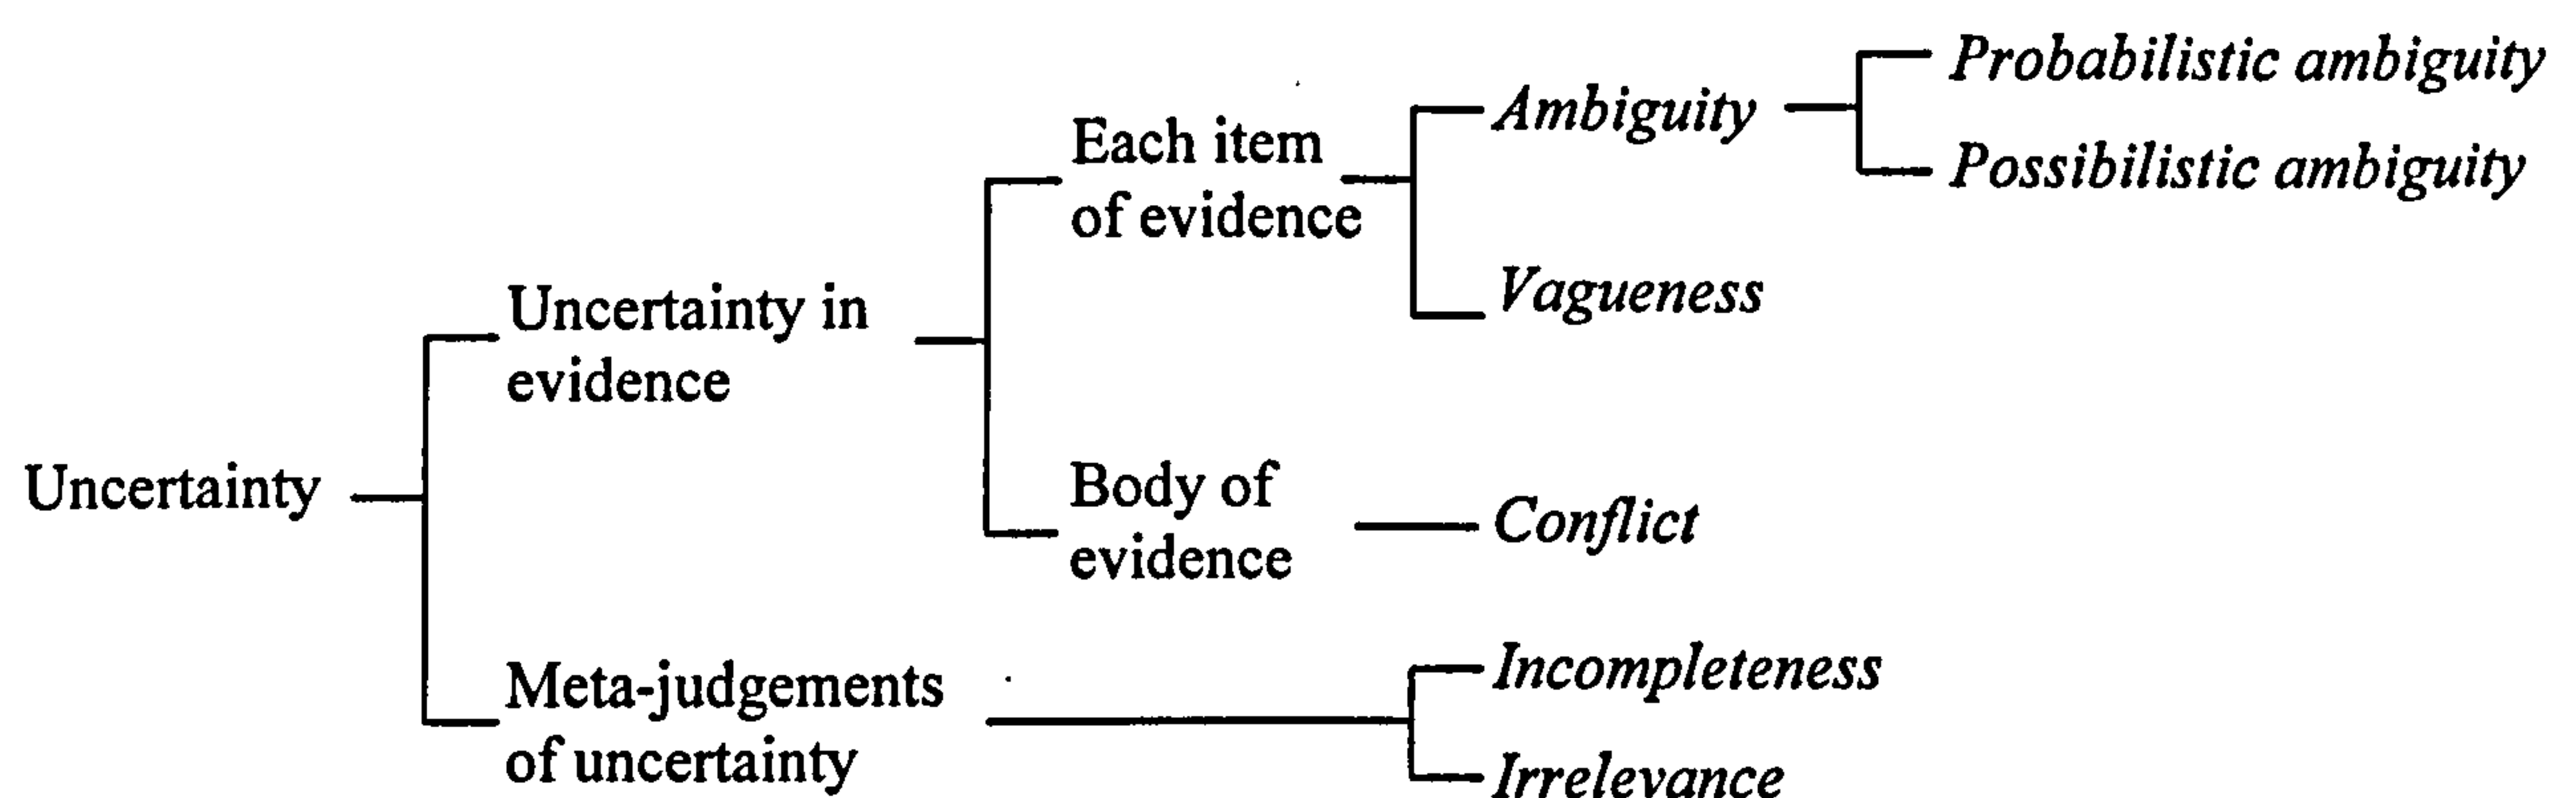 Probabilistic ambiguity
Ambiguity
Each item
of evidence
Possibilistic ambiguity
Vagueness
Uncertainty in
evidence
Uncertainty
Body of
evidence
Conflict
Meta-judgements
of uncertainty
Incompleteness
Irrelevance